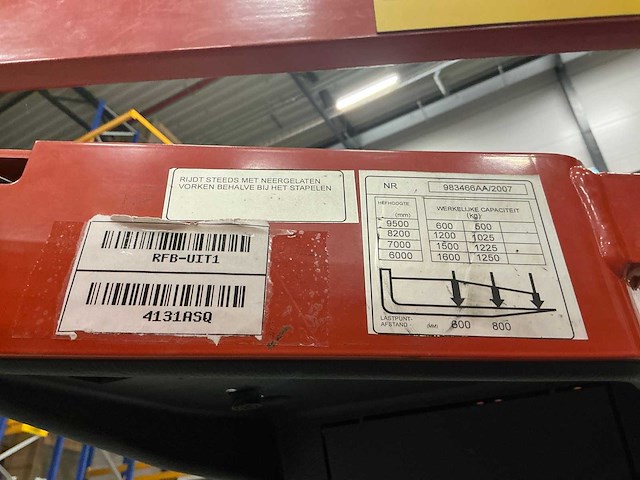 RIJDT STEEDS MET NEERGELATEN
VORKEN BEHALVE BIJ HET STAPELEN
RFB-UIT1
4131ASQ
NR 983466AA/2007
HEFHOOGTE (mm) WERKELIJKE CAPACITEIT (kg)
9500 600 500
8200 1200 1025
7000 1500 1225
6000 1600 1250
LASTPUNT-
AFSTAND (MM) 600 800